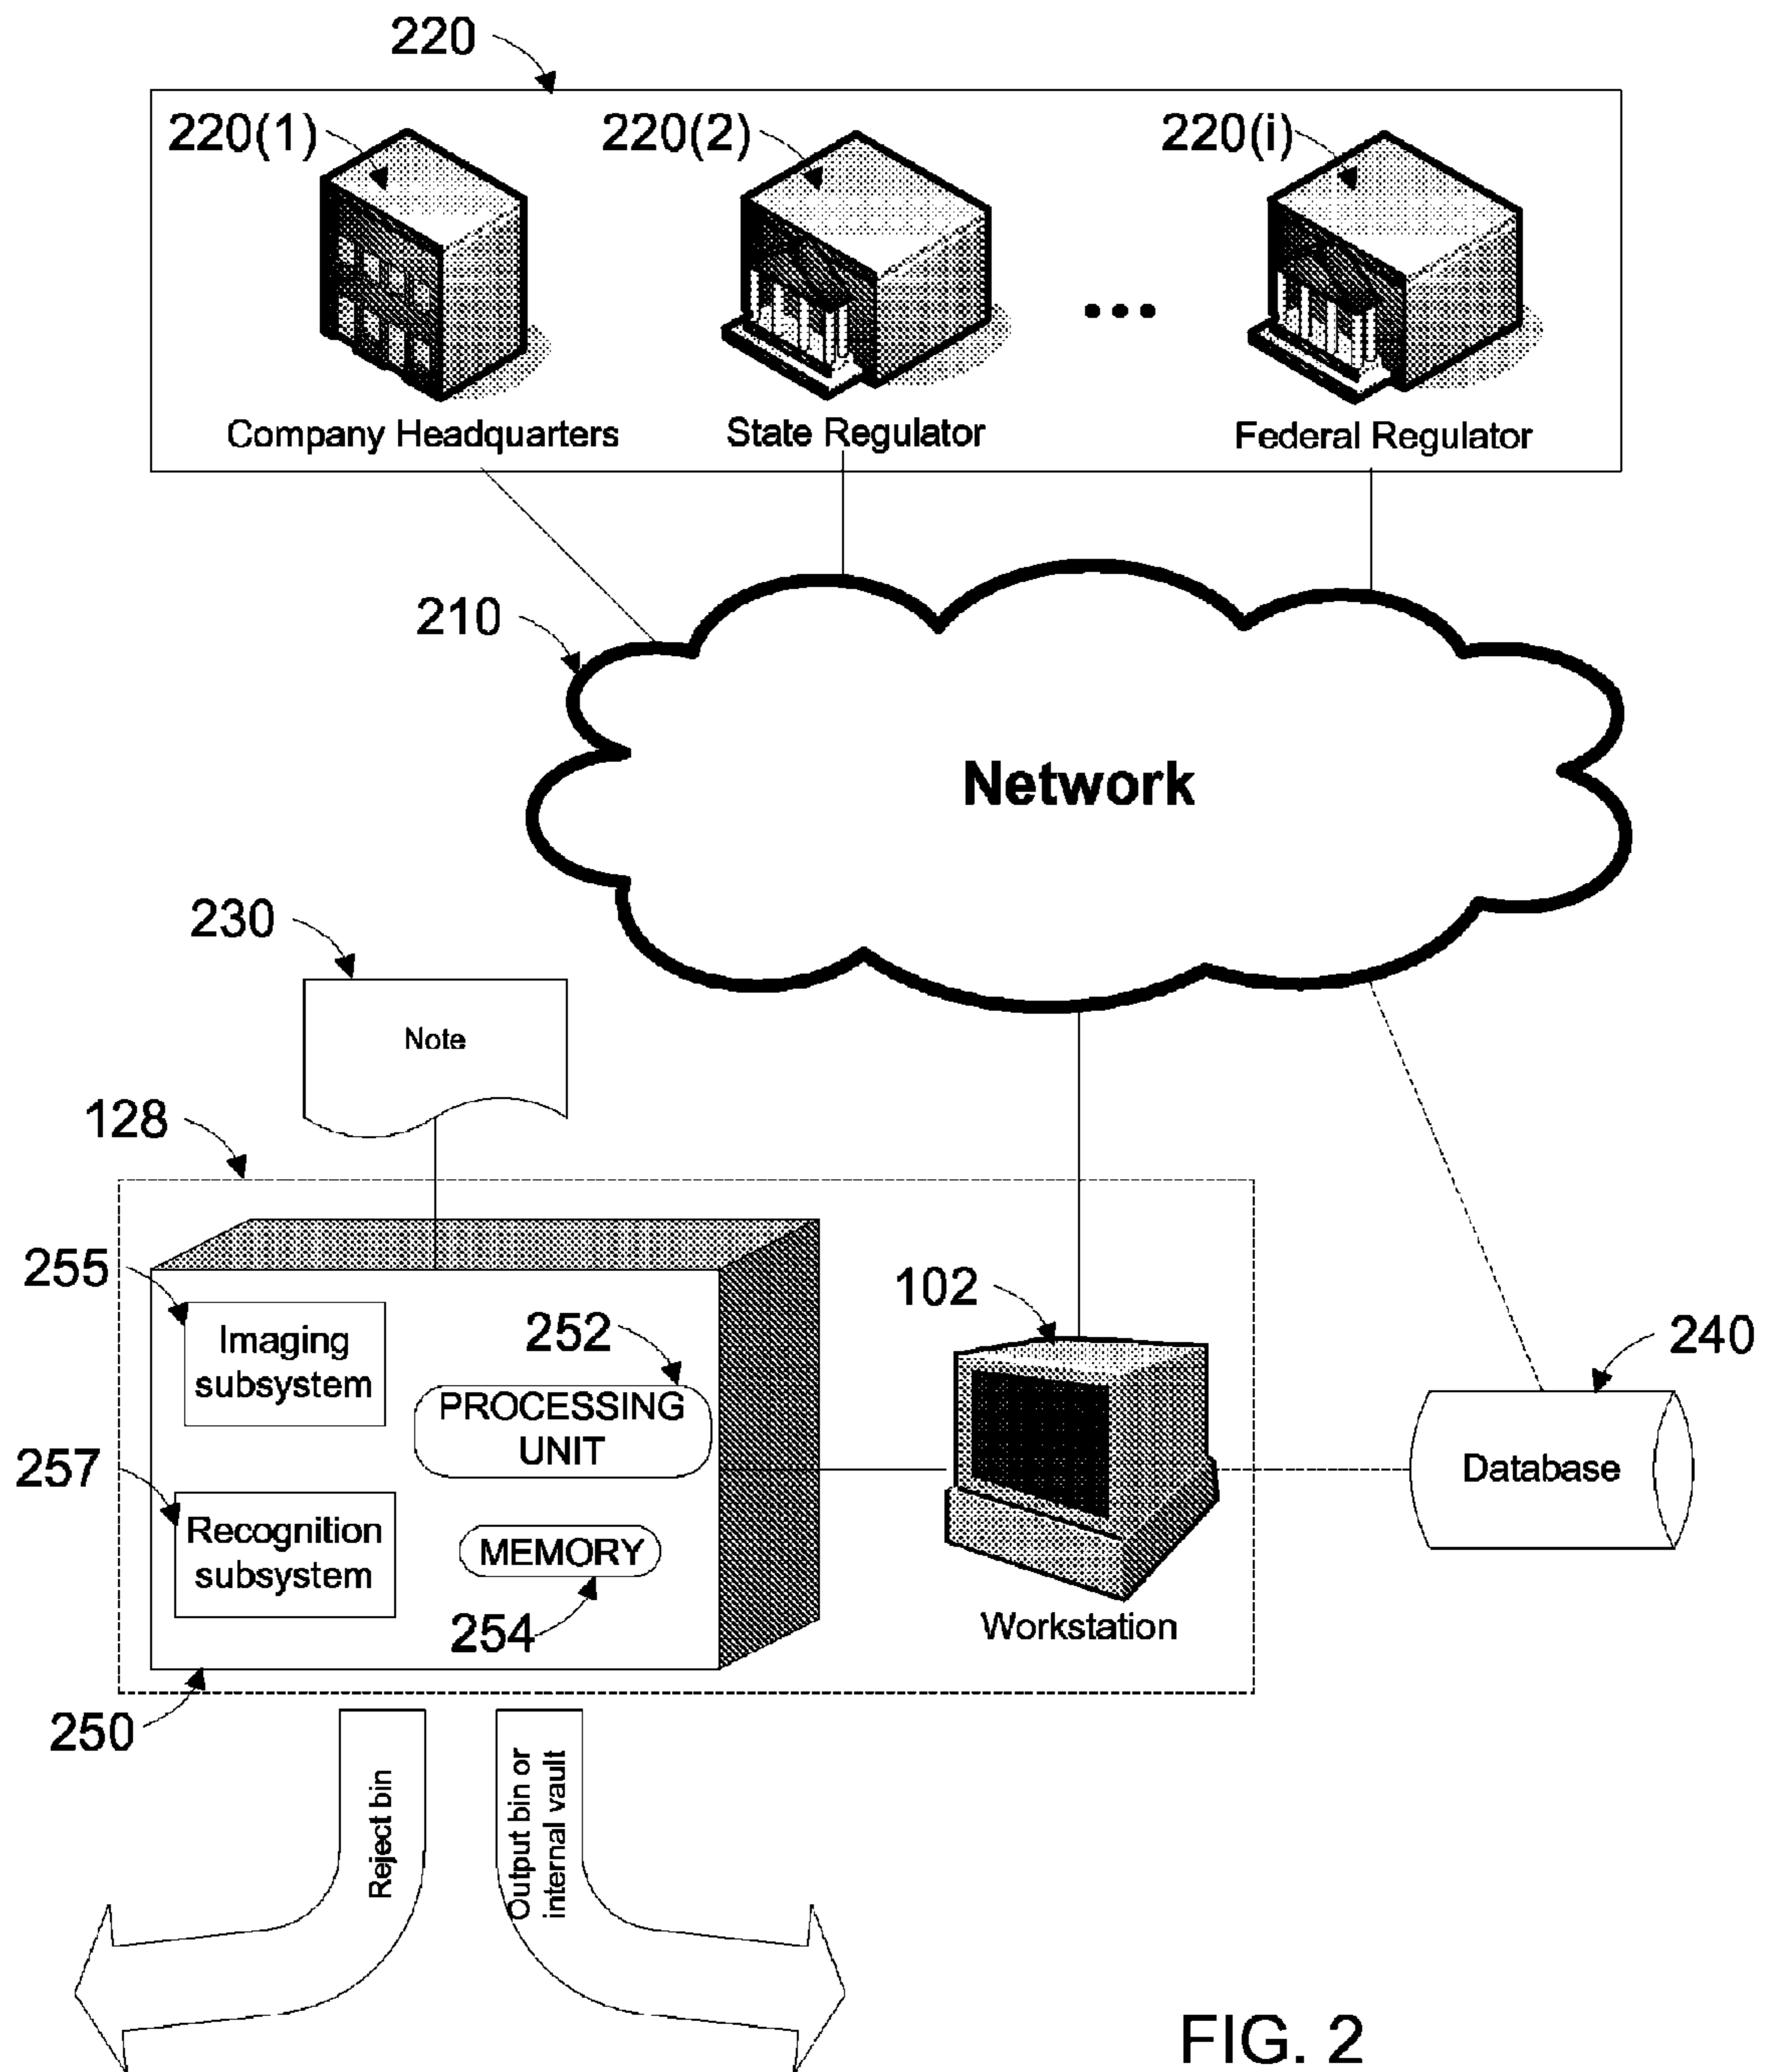 220
220(1)
220(2)
220(i)
...
Company Headquarters
State Regulator
Federal Regulator
210
Network
230
Note
128
255
Imaging
subsystem
252
PROCESSING
UNIT
102
240
Database
257
Recognition
subsystem
MEMORY
254
Workstation
250
Reject bin
Output bin or
internal vault
FIG. 2